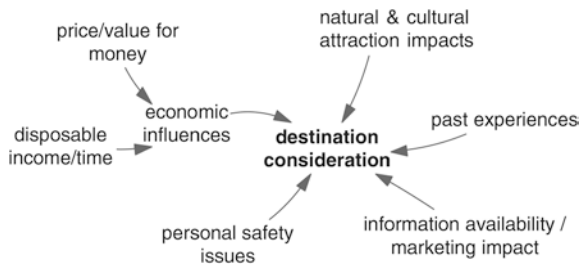 price/value for
money
natural & cultural
attraction impacts
economic
influences
disposable
income/time
destination
consideration
past experiences
personal safety
issues
information availability /
marketing impact